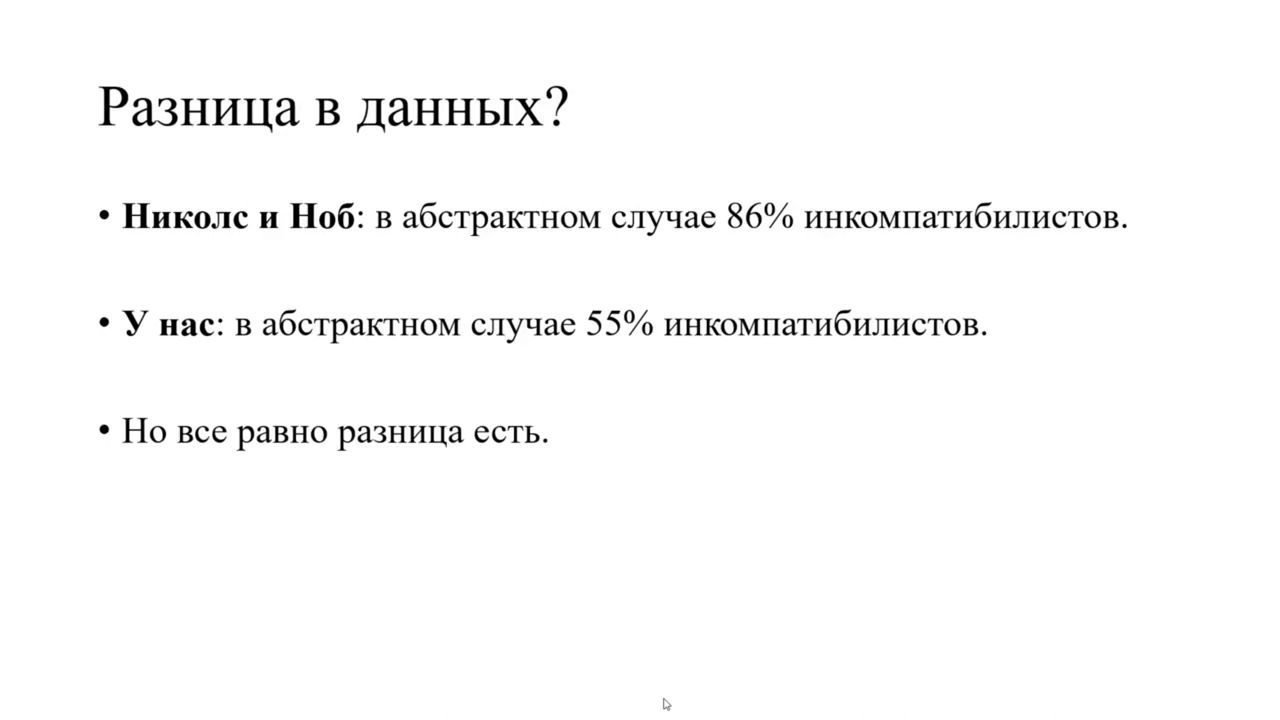 Разница в данных?
• Николс и Ноб: в абстрактном случае 86% инкомпатибилистов.
• У нас: в абстрактном случае 55% инкомпатибилистов.
• Но все равно разница есть.